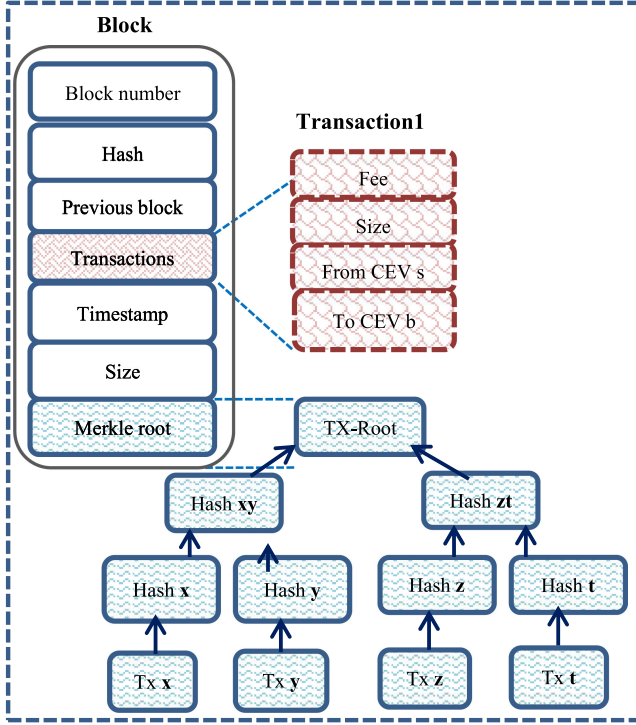 Block
Block number
Hash
Previous block
Transactions
Timestamp
Size
Merkle root
Transaction1
Fee
Size
From CEV s
To CEV b
TX-Root
Hash xy
Hash zt
Hash x
Hash y
Hash z
Hash t
Tx x
Tx y
Tx z
Tx t